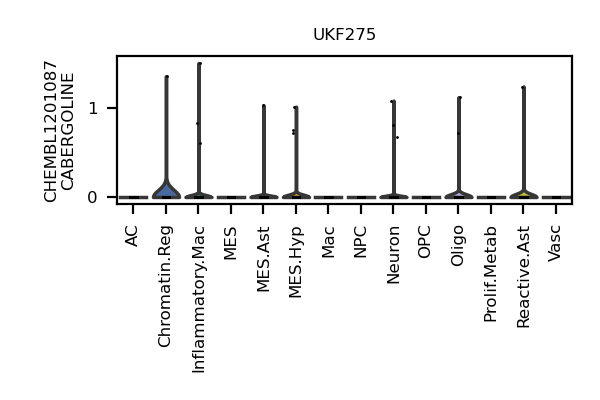 UKF275
CHEMBL1201087
CABERGOLINE
1
0
AC
Chromatin.Reg
Inflammatory.Mac
MES
MES.Ast
MES.Hyp
Mac
NPC
Neuron
OPC
Oligo
Prolif.Metab
Reactive.Ast
Vasc